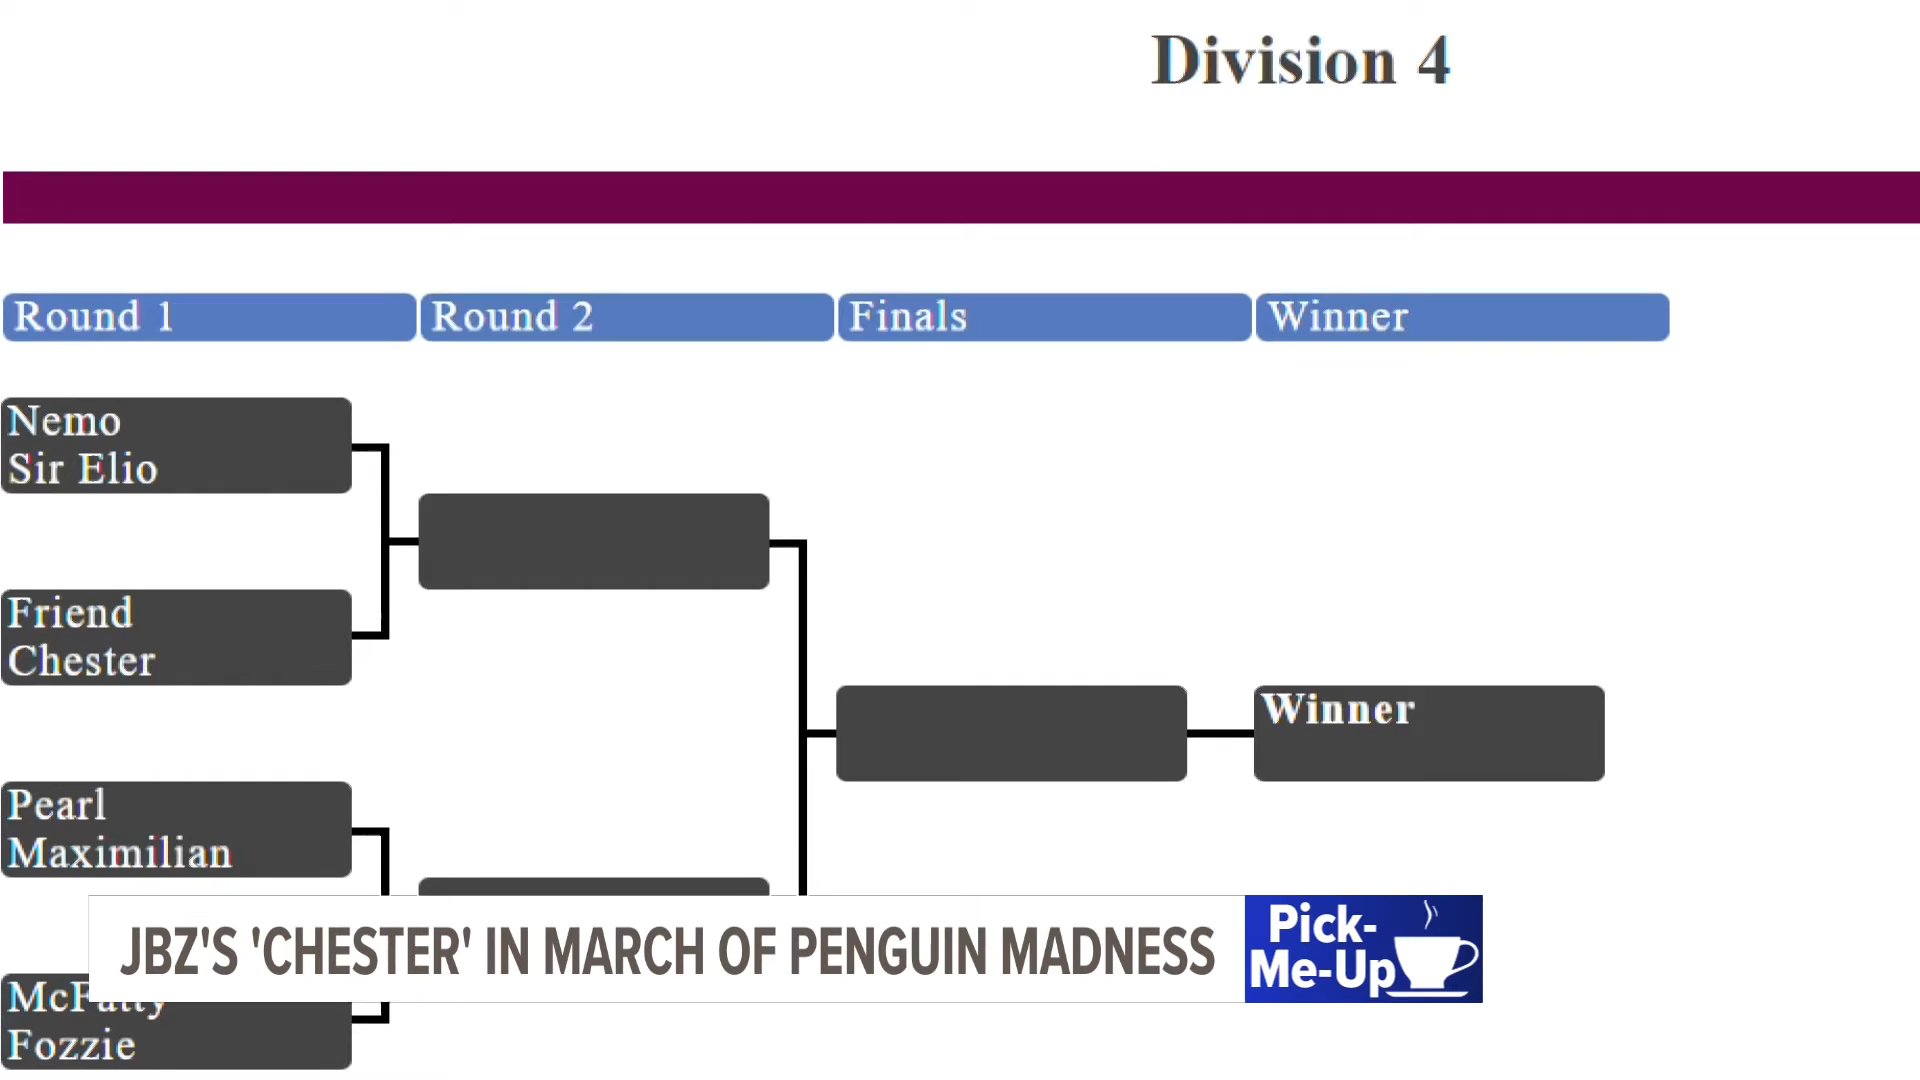 Division 4
Round 1
Round 2
Finals
Winner
Nemo
Sir Elio
Friend
Chester
Winner
Pearl
Maximilian
McFatty
Fozzie
JBZ'S 'CHESTER' IN MARCH OF PENGUIN MADNESS
Pick-
Me-Up